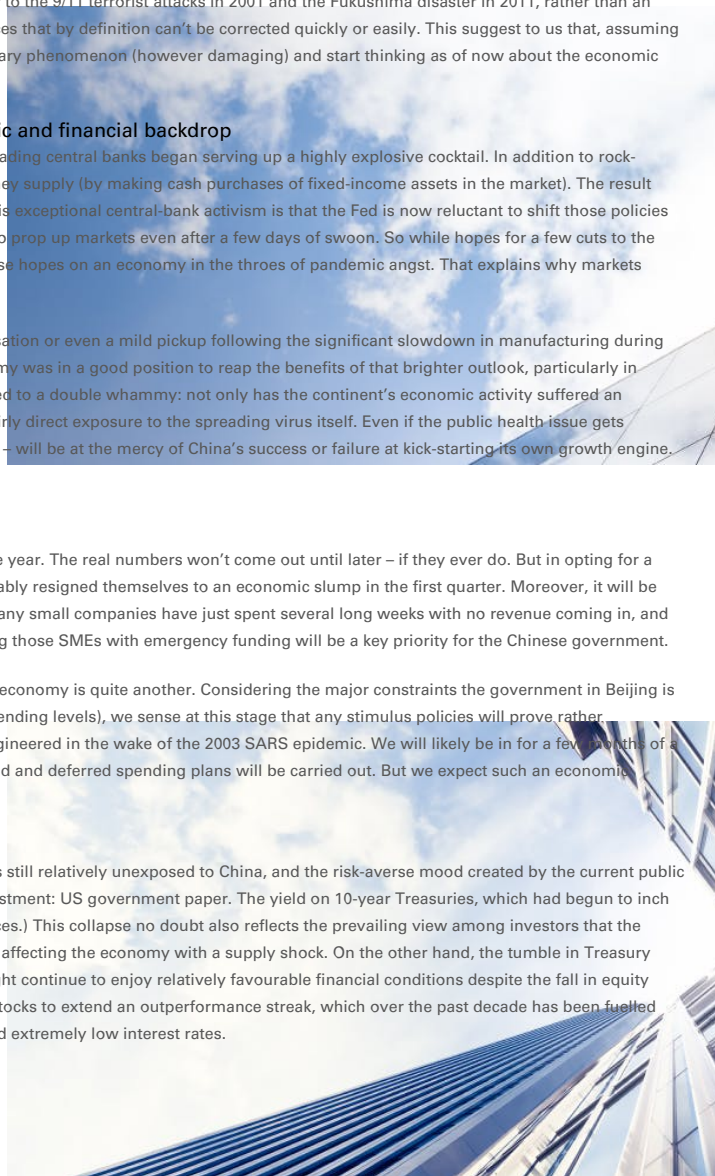 to the 9/11 terrorist attacks in 2001 and the Fukushima disaster in 2011, rather than an
es that by definition can’t be corrected quickly or easily. This suggest to us that, assuming
ary phenomenon (however damaging) and start thinking as of now about the economic
ic and financial backdrop
ading central banks began serving up a highly explosive cocktail. In addition to rock-
ey supply (by making cash purchases of fixed-income assets in the market). The result
is exceptional central-bank activism is that the Fed is now reluctant to shift those policies
o prop up markets even after a few days of swoon. So while hopes for a few cuts to the
se hopes on an economy in the throes of pandemic angst. That explains why markets
sation or even a mild pickup following the significant slowdown in manufacturing during
my was in a good position to reap the benefits of that brighter outlook, particularly in
ed to a double whammy: not only has the continent’s economic activity suffered an
irly direct exposure to the spreading virus itself. Even if the public health issue gets
– will be at the mercy of China’s success or failure at kick-starting its own growth engine.
e year. The real numbers won’t come out until later – if they ever do. But in opting for a
ably resigned themselves to an economic slump in the first quarter. Moreover, it will be
any small companies have just spent several long weeks with no revenue coming in, and
g those SMEs with emergency funding will be a key priority for the Chinese government.
economy is quite another. Considering the major constraints the government in Beijing is
ending levels), we sense at this stage that any stimulus policies will prove rather
gineered in the wake of the 2003 SARS epidemic. We will likely be in for a few months of a
d and deferred spending plans will be carried out. But we expect such an economic
s still relatively unexposed to China, and the risk-averse mood created by the current public
stment: US government paper. The yield on 10-year Treasuries, which had begun to inch
ces.) This collapse no doubt also reflects the prevailing view among investors that the
affecting the economy with a supply shock. On the other hand, the tumble in Treasury
ght continue to enjoy relatively favourable financial conditions despite the fall in equity
tocks to extend an outperformance streak, which over the past decade has been fuelled
d extremely low interest rates.